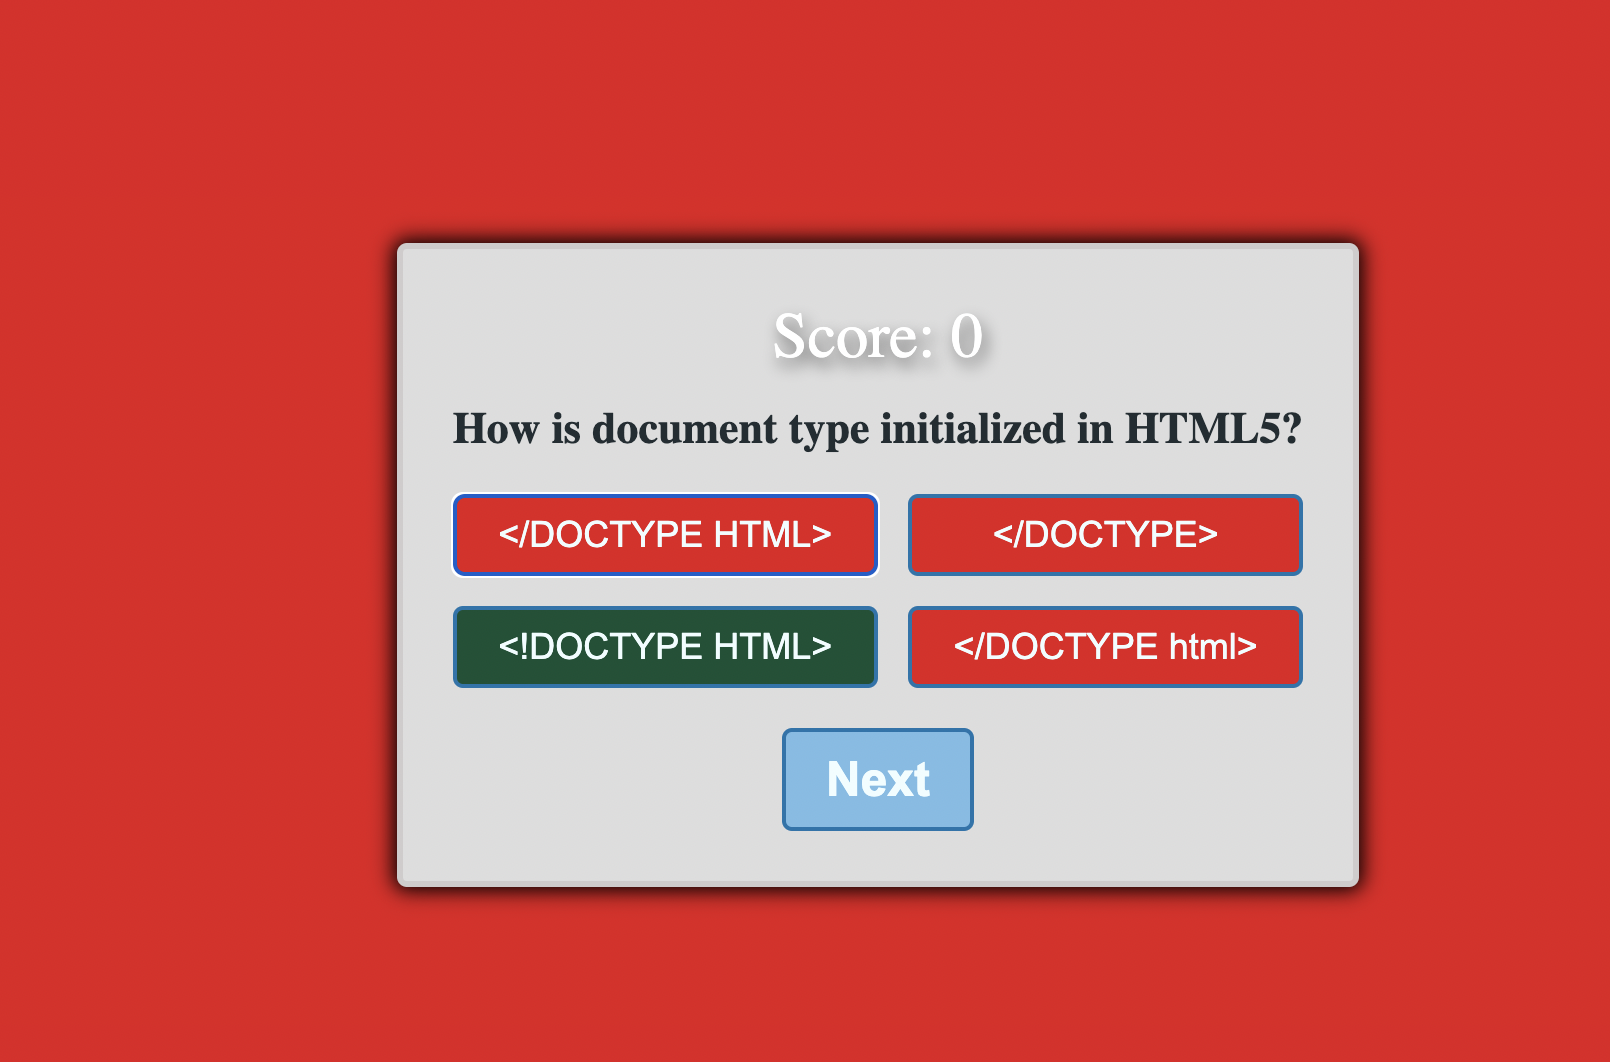 Score: 0
How is document type initialized in HTML5?
</DOCTYPE HTML>
</DOCTYPE>
<!DOCTYPE HTML>
</DOCTYPE html>
Next